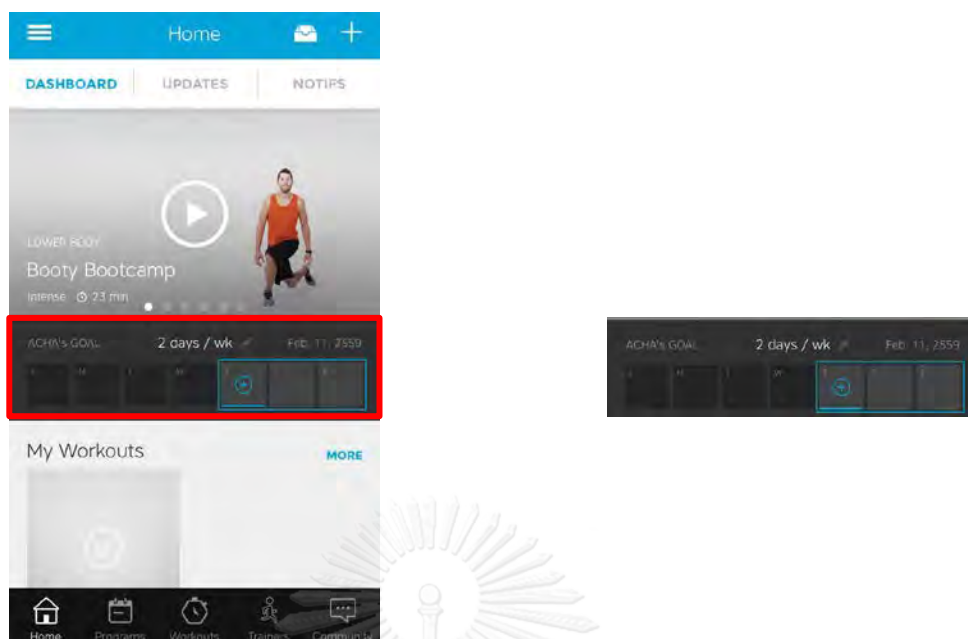 Home
DASHBOARD UPDATES NOTIFS
LOWER BODY
Booty Bootcamp
Intense 23 min
ACHA's GOAL 2 days / wk Feb. 11, 2559
S M T W T F S
My Workouts MORE
Home Programs Workouts Trainers Community
ACHA's GOAL 2 days / wk Feb. 11, 2559
M W T